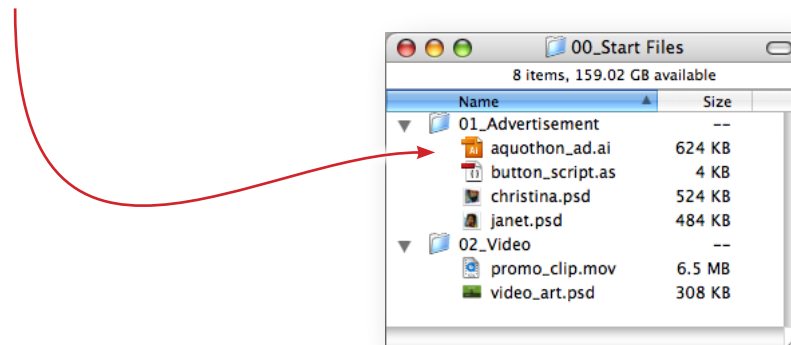 00_Start Files
8 items, 159.02 GB available
Name Size
01_Advertisement --
aquothon_ad.ai 624 KB
button_script.as 4 KB
christina.psd 524 KB
janet.psd 484 KB
02_Video --
promo_clip.mov 6.5 MB
video_art.psd 308 KB